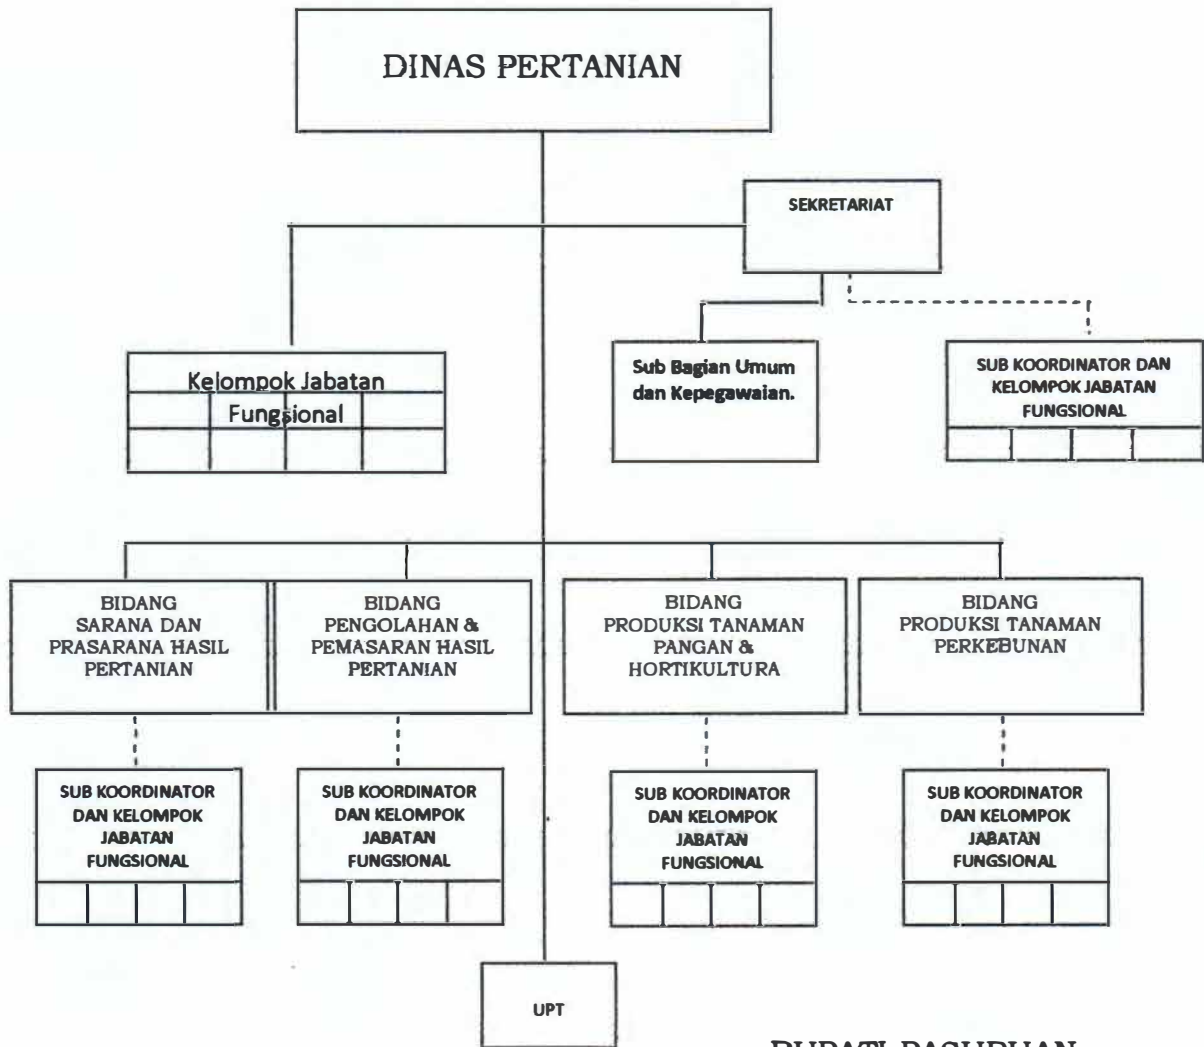 DINAS PERTANIAN
SEKRETARIAT
Kelompok Jabatan
Fungsional
Sub Bagian Umum
dan Kepegawaian.
SUB KOORDINATOR DAN
KELOMPOK JABATAN
FUNGSIONAL
BIDANG
SARANA DAN
PRASARANA HASIL
PERTANIAN
BIDANG
PENGOLAHAN &
PEMASARAN HASIL
PERTANIAN
BIDANG
PRODUKSI TANAMAN
PANGAN &
HORTIKULTURA
BIDANG
PRODUKSI TANAMAN
PERKEBUNAN
SUB KOORDINATOR
DAN KELOMPOK
JABATAN
FUNGSIONAL
SUB KOORDINATOR
DAN KELOMPOK
JABATAN
FUNGSIONAL
SUB KOORDINATOR
DAN KELOMPOK
JABATAN
FUNGSIONAL
SUB KOORDINATOR
DAN KELOMPOK
JABATAN
FUNGSIONAL
UPT
BUPATI PASURUAN